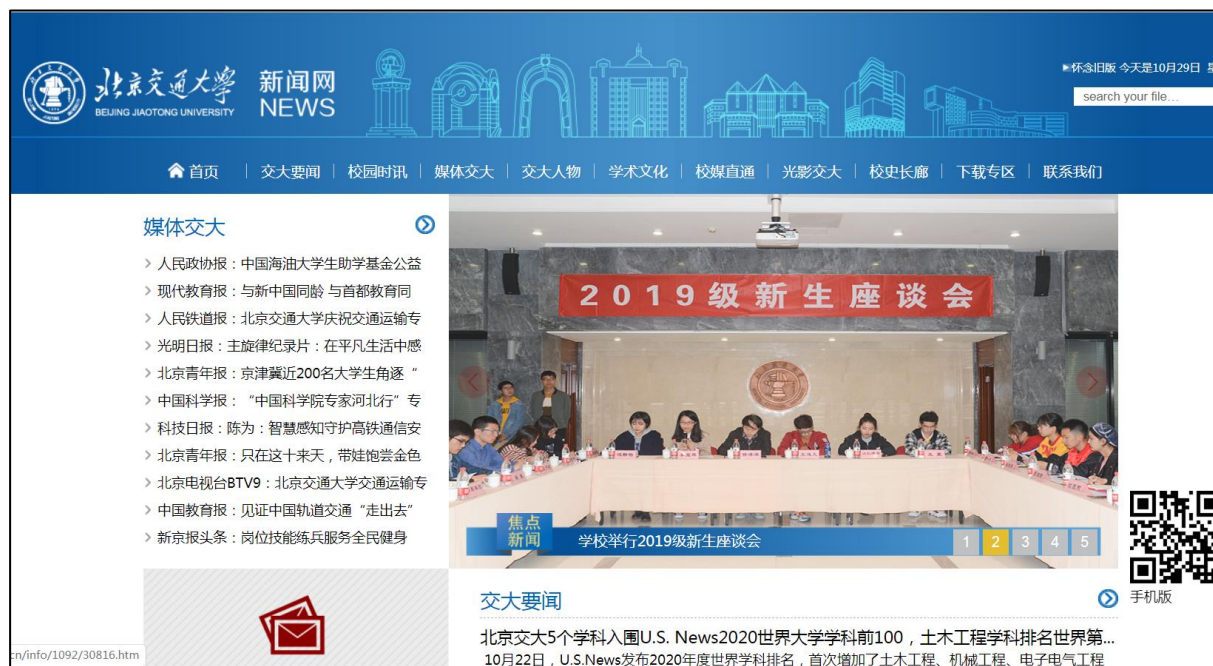 北京交通大学
BEIJING JIAOTONG UNIVERSITY
新闻网
NEWS
怀念旧版 今天是10月29日
search your file...
首页
交大要闻
校园时讯
媒体交大
交大人物
学术文化
校媒直通
光影交大
校史长廊
下载专区
联系我们
媒体交大
人民政协报：中国海油大学生助学基金公益
现代教育报：与新中国同龄 与首都教育同
人民铁道报：北京交通大学庆祝交通运输专
光明日报：主旋律纪录片：在平凡生活中感
北京青年报：京津冀近200名大学生角逐“
中国科学报：“中国科学院专家河北行”专
科技日报：陈为：智慧感知守护高铁通信安
北京青年报：只在这十来天，带娃饱尝金色
北京电视台BTV9：北京交通大学交通运输专
中国教育报：见证中国轨道交通“走出去”
新京报头条：岗位技能练兵服务全民健身
2019级新生座谈会
焦点
新闻
学校举行2019级新生座谈会
1 2 3 4 5
手机版
交大要闻
北京交大5个学科入围U.S. News2020世界大学学科前100，土木工程学科排名世界第...
10月22日，U.S.News发布2020年度世界学科排名，首次增加了土木工程、机械工程、电子电气工程
cn/info/1092/30816.htm